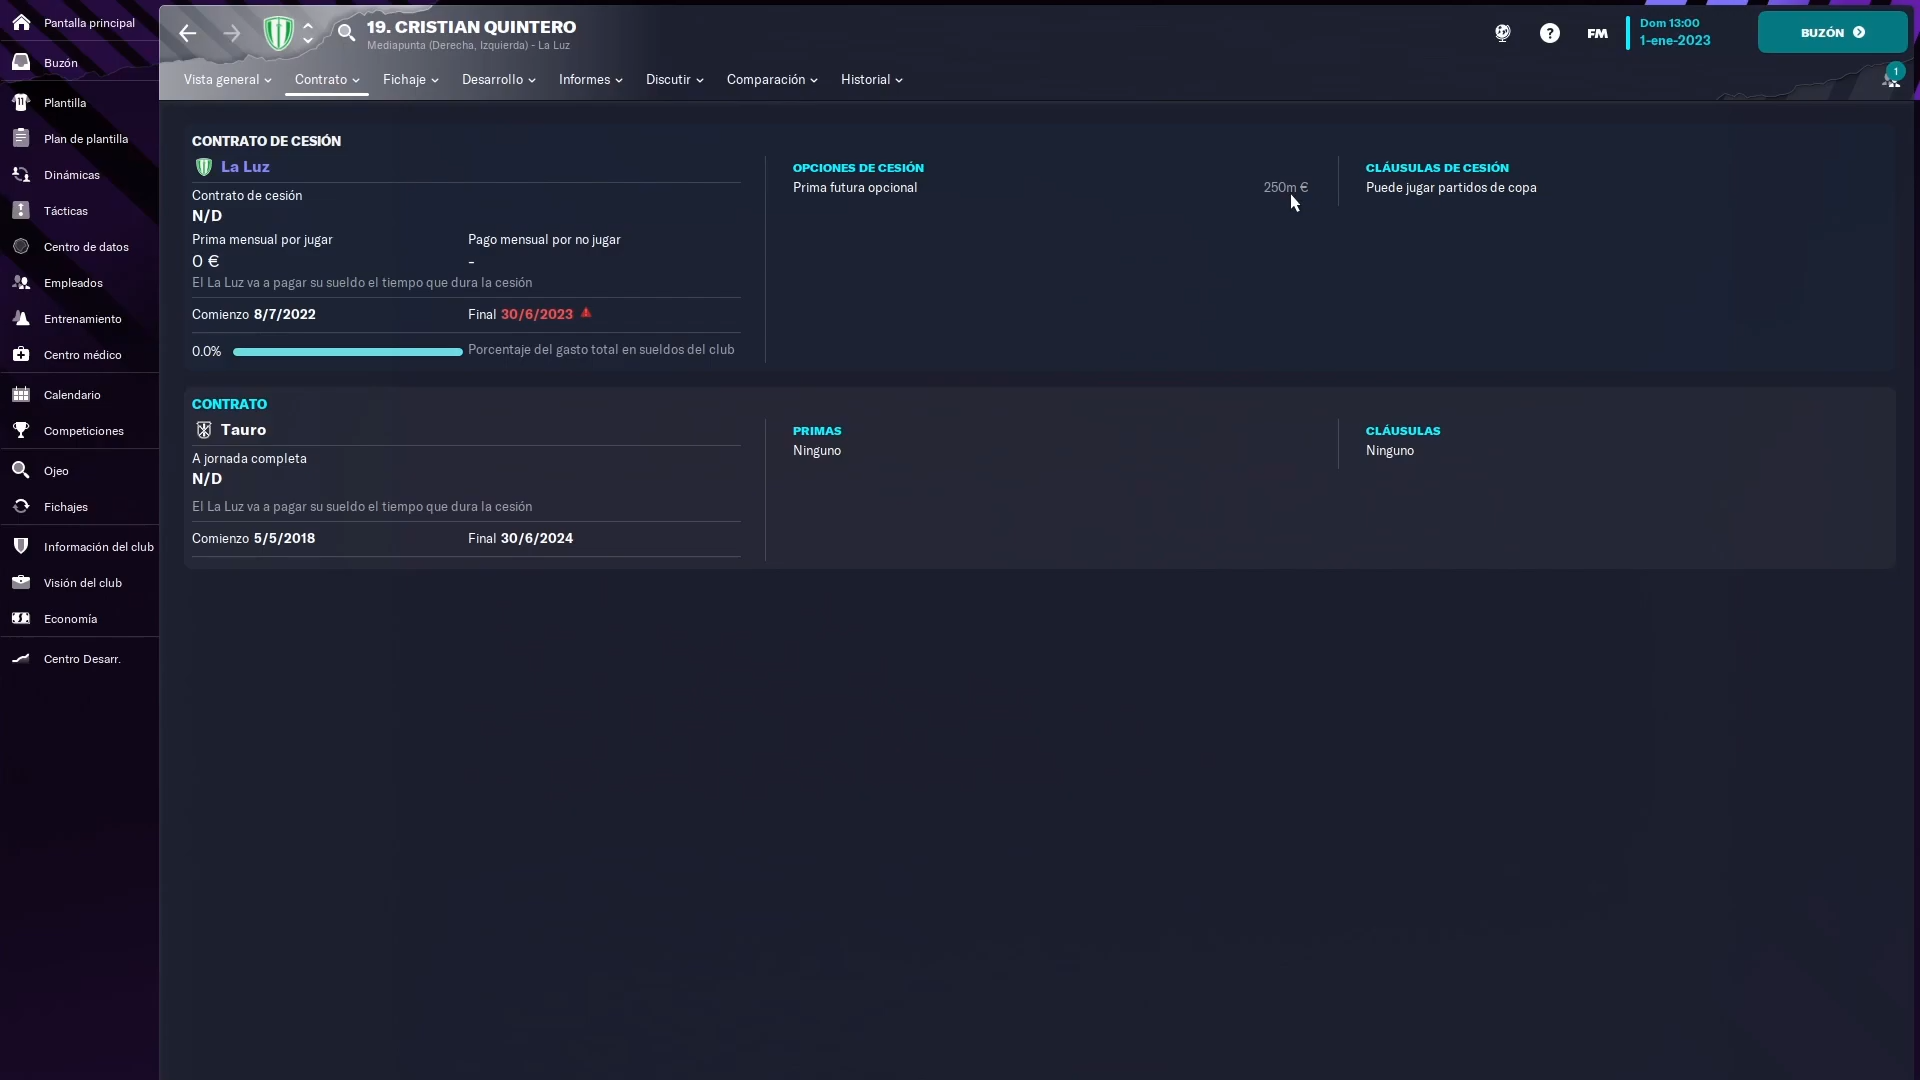 Pantalla principal
Buzón
Plantilla
Plan de plantilla
Dinámicas
Tácticas
Centro de datos
Empleados
Entrenamiento
Centro médico
Calendario
Competiciones
Ojeo
Fichajes
Información del club
Visión del club
Economía
Centro Desarr.
19. CRISTIAN QUINTERO
Mediapunta (Derecha, Izquierda) - La Luz
FM
Dom 13:00
1-ene-2023
BUZÓN
1
Vista general
Contrato
Fichaje
Desarrollo
Informes
Discutir
Comparación
Historial
CONTRATO DE CESIÓN
La Luz
Contrato de cesión
N/D
Prima mensual por jugar
Pago mensual por no jugar
0 €
-
El La Luz va a pagar su sueldo el tiempo que dura la cesión
Comienzo 8/7/2022
Final 30/6/2023
0.0%
Porcentaje del gasto total en sueldos del club
OPCIONES DE CESIÓN
Prima futura opcional
250m €
CLÁUSULAS DE CESIÓN
Puede jugar partidos de copa
CONTRATO
Tauro
A jornada completa
N/D
El La Luz va a pagar su sueldo el tiempo que dura la cesión
Comienzo 5/5/2018
Final 30/6/2024
PRIMAS
Ninguno
CLÁUSULAS
Ninguno